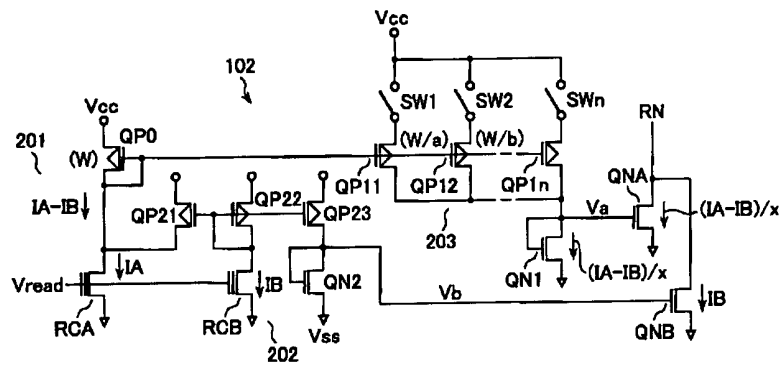 Vcc
102
SW1
SW2
SWn
Vcc
RN
201
QP0
(W)
(W/a)
(W/b)
QP11
QP12
QP1n
QNA
IA-IB
QP21
QP22
QP23
203
Va
(IA-IB)/x
IA
QN1
(IA-IB)/x
Vread
IB
QN2
Vb
IB
RCA
RCB
Vss
QNB
202